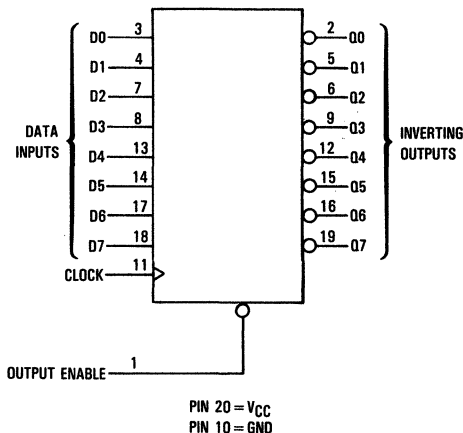 D0 3 2 Q0
D1 4 5 Q1
D2 7 6 Q2
D3 8 9 Q3
DATA INPUTS
D4 13 12 Q4
INVERTING OUTPUTS
D5 14 15 Q5
D6 17 16 Q6
D7 18 19 Q7
CLOCK 11
OUTPUT ENABLE 1
PIN 20 = VCC
PIN 10 = GND